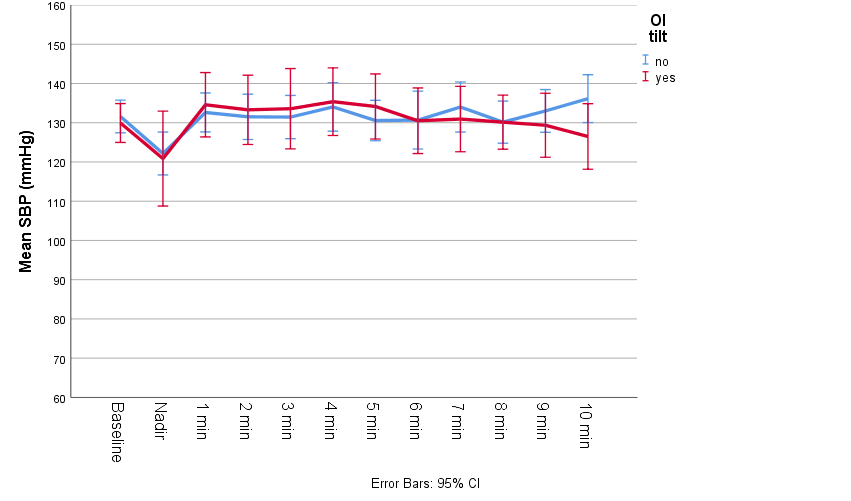 160
150
140
130
120
110
100
90
80
70
60
Mean SBP (mmHg)
Baseline
Nadir
1 min
2 min
3 min
4 min
5 min
6 min
7 min
8 min
9 min
10 min
Error Bars: 95% CI
OI
tilt
no
yes